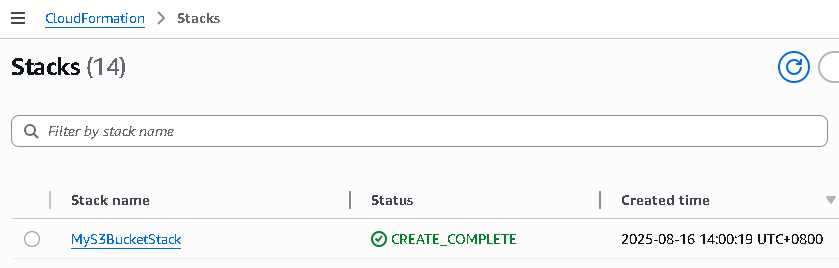 CloudFormation > Stacks
Stacks (14)
Filter by stack name
Stack name Status Created time
MyS3BucketStack CREATE_COMPLETE 2025-08-16 14:00:19 UTC+0800